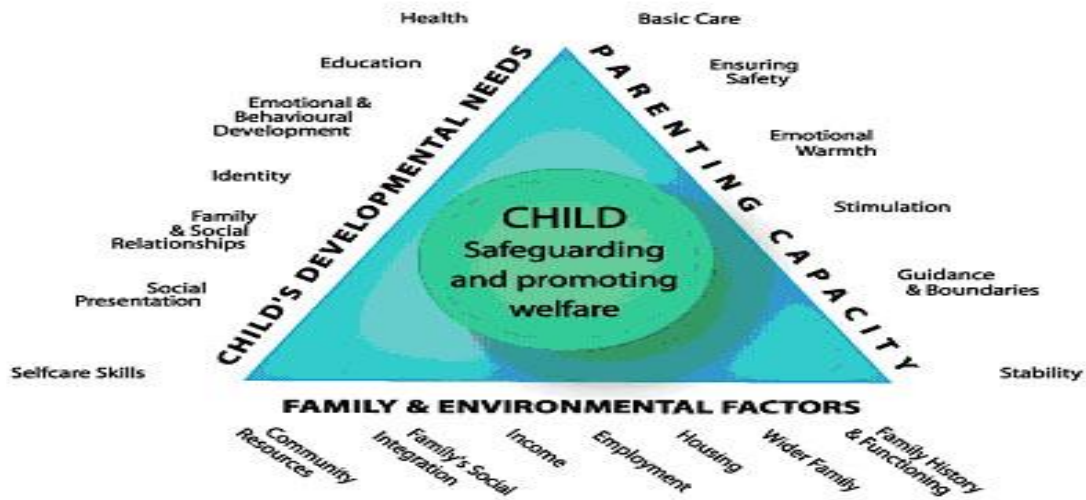 Health
Education
Emotional &
Behavioural
Development
Identity
Family
& Social
Relationships
Social
Presentation
Selfcare Skills
CHILD'S DEVELOPMENTAL NEEDS
Basic Care
Ensuring
Safety
Emotional
Warmth
Stimulation
Guidance
& Boundaries
Stability
PARENTING CAPACITY
CHILD
Safeguarding
and promoting
welfare
FAMILY & ENVIRONMENTAL FACTORS
Community
Resources
Family's Social
Integration
Income
Employment
Housing
Wider Family
Family History
& Functioning